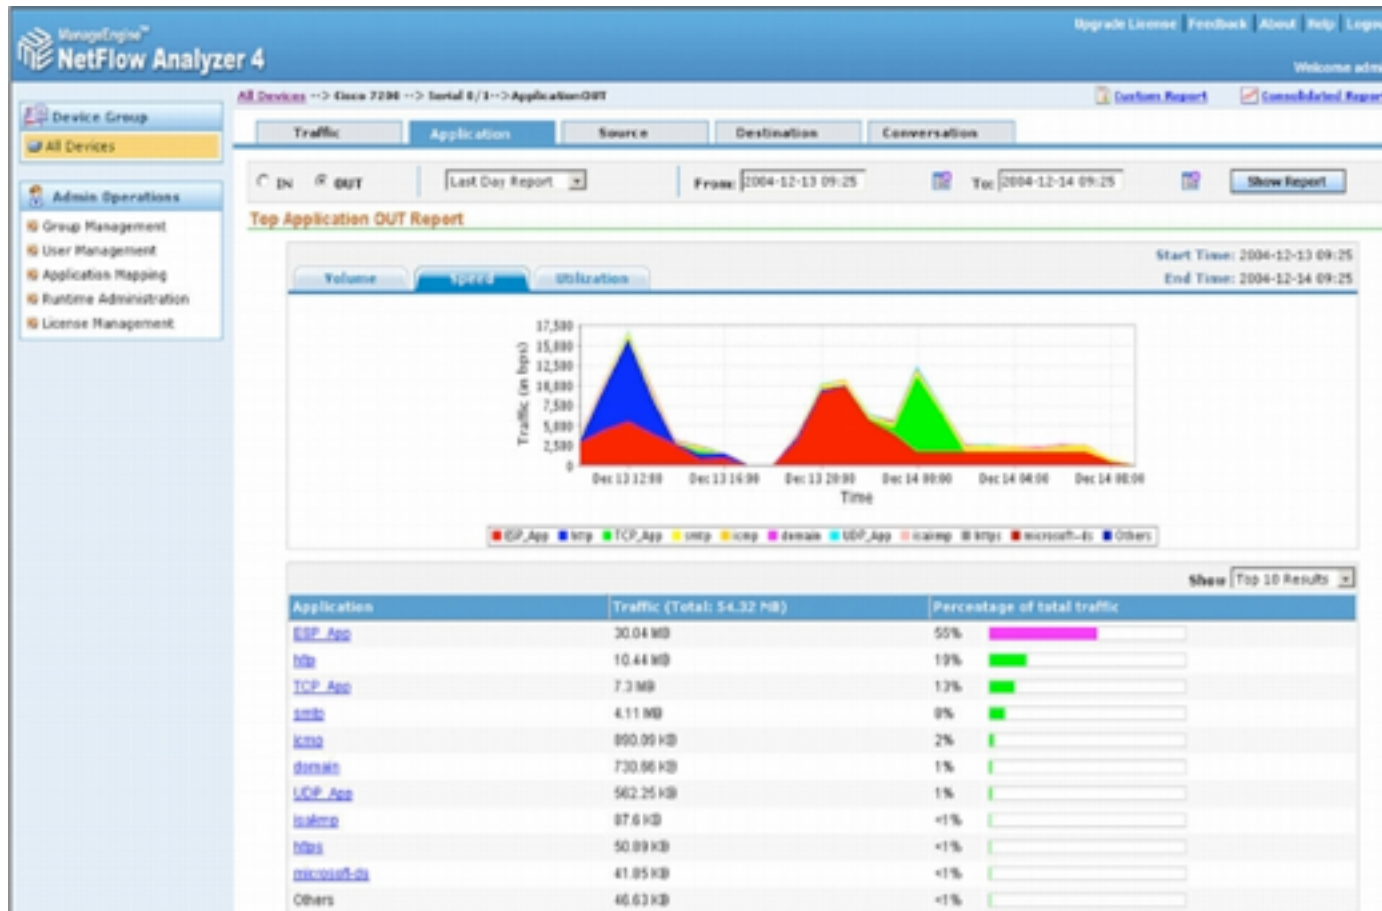 Upgrade License | Feedback | About | Help | Logou
ManageEngine™
NetFlow Analyzer 4
Welcome admi
All Devices --> Cisco 7200 --> Serial 0/1-->ApplicationOUT
Custom Report
Consolidated Repor
Device Group
All Devices
Admin Operations
Group Management
User Management
Application Mapping
Runtime Administration
License Management
Traffic
Application
Source
Destination
Conversation
IN OUT
Last Day Report
From: 2004-12-13 09:25
To: 2004-12-14 09:25
Show Report
Top Application OUT Report
Start Time: 2004-12-13 09:25
End Time: 2004-12-14 09:25
Volume
Speed
Utilization
Traffic (in bps)
17,500
15,000
12,500
10,000
7,500
5,000
2,500
0
Dec 13 12:00 Dec 13 16:00 Dec 13 20:00 Dec 14 00:00 Dec 14 04:00 Dec 14 08:00
Time
ESP_App http TCP_App smtp icmp domain UDP_App isakmp https microsoft-ds Others
Show Top 10 Results
Application Traffic (Total: 54.32 MB) Percentage of total traffic
ESP_App 30.04 MB 55%
http 10.44 MB 19%
TCP_App 7.3 MB 13%
smtp 4.11 MB 8%
icmp 890.09 KB 2%
domain 730.66 KB 1%
UDP_App 562.25 KB 1%
isakmp 87.6 KB <1%
https 50.89 KB <1%
microsoft-ds 41.85 KB <1%
Others 46.63 KB <1%